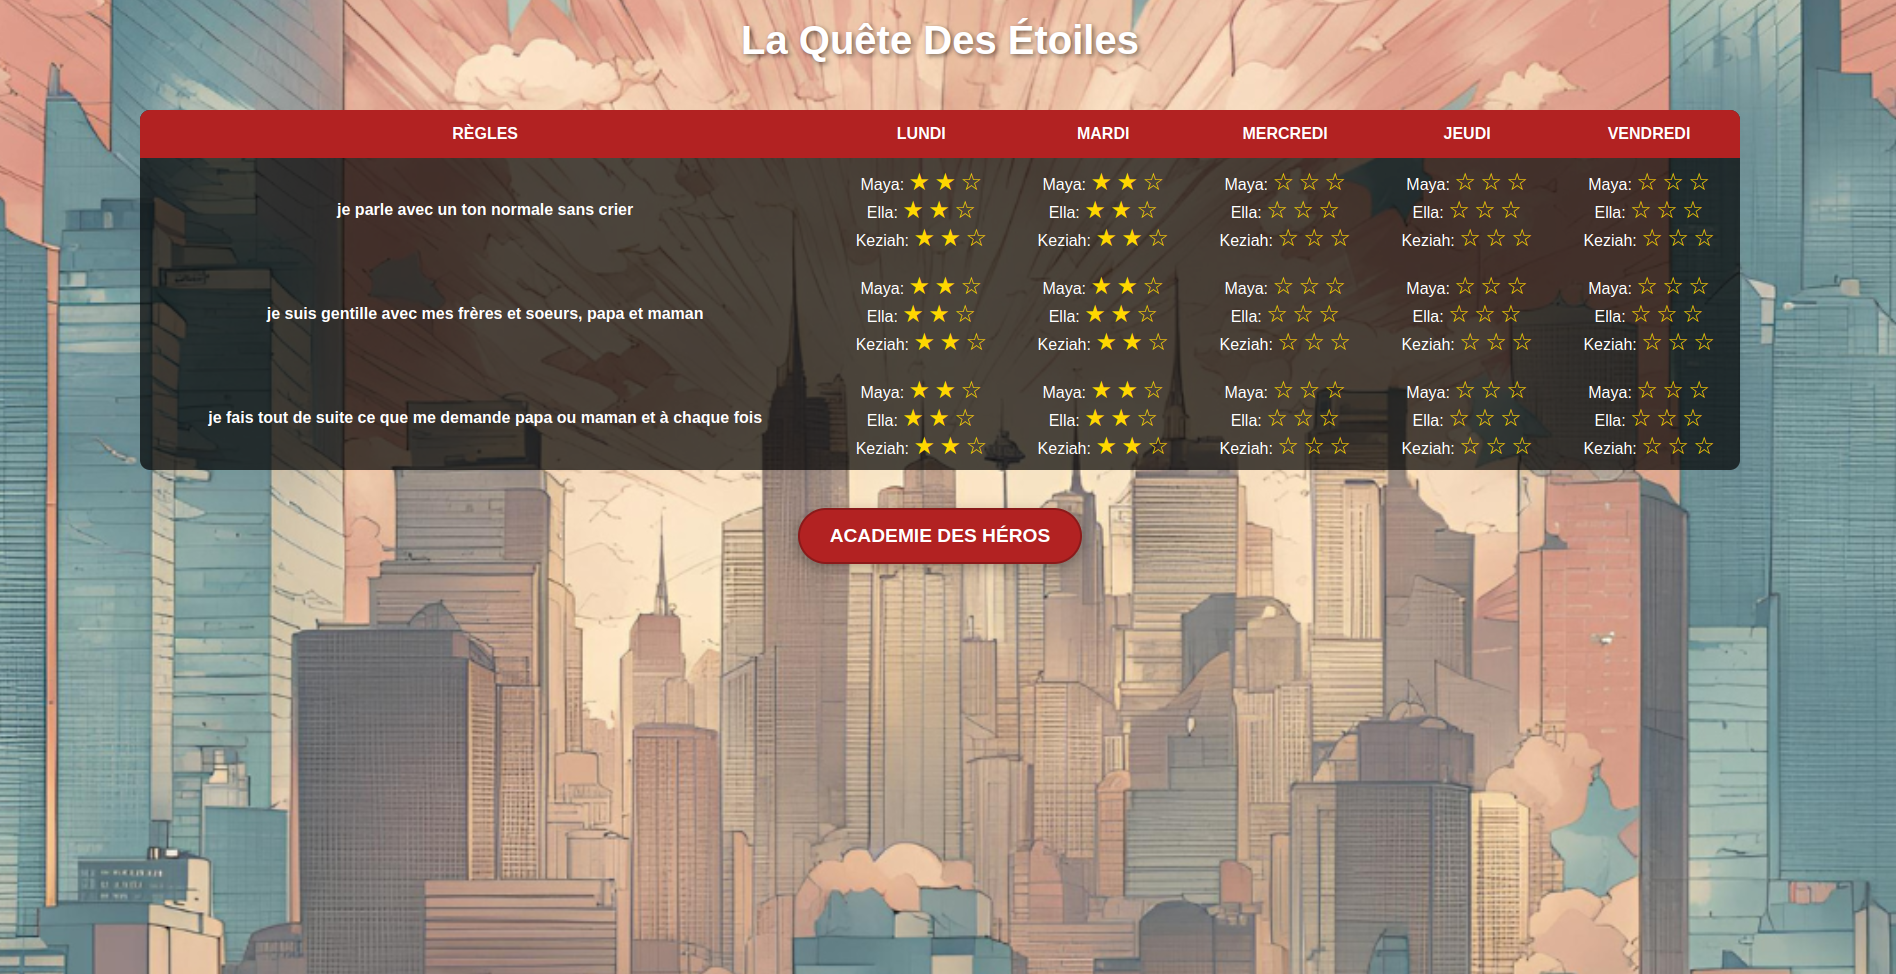 La Quête Des Étoiles
RÈGLES LUNDI MARDI MERCREDI JEUDI VENDREDI
Maya: ★ ★ ☆ Maya: ★ ★ ☆ Maya: ☆ ☆ ☆ Maya: ☆ ☆ ☆ Maya: ☆ ☆ ☆
je parle avec un ton normale sans crier Ella: ★ ★ ☆ Ella: ★ ★ ☆ Ella: ☆ ☆ ☆ Ella: ☆ ☆ ☆ Ella: ☆ ☆ ☆
Keziah: ★ ★ ☆ Keziah: ★ ★ ☆ Keziah: ☆ ☆ ☆ Keziah: ☆ ☆ ☆ Keziah: ☆ ☆ ☆
Maya: ★ ★ ☆ Maya: ★ ★ ☆ Maya: ☆ ☆ ☆ Maya: ☆ ☆ ☆ Maya: ☆ ☆ ☆
je suis gentille avec mes frères et soeurs, papa et maman Ella: ★ ★ ☆ Ella: ★ ★ ☆ Ella: ☆ ☆ ☆ Ella: ☆ ☆ ☆ Ella: ☆ ☆ ☆
Keziah: ★ ★ ☆ Keziah: ★ ★ ☆ Keziah: ☆ ☆ ☆ Keziah: ☆ ☆ ☆ Keziah: ☆ ☆ ☆
Maya: ★ ★ ☆ Maya: ★ ★ ☆ Maya: ☆ ☆ ☆ Maya: ☆ ☆ ☆ Maya: ☆ ☆ ☆
je fais tout de suite ce que me demande papa ou maman et à chaque fois Ella: ★ ★ ☆ Ella: ★ ★ ☆ Ella: ☆ ☆ ☆ Ella: ☆ ☆ ☆ Ella: ☆ ☆ ☆
Keziah: ★ ★ ☆ Keziah: ★ ★ ☆ Keziah: ☆ ☆ ☆ Keziah: ☆ ☆ ☆ Keziah: ☆ ☆ ☆
ACADEMIE DES HÉROS